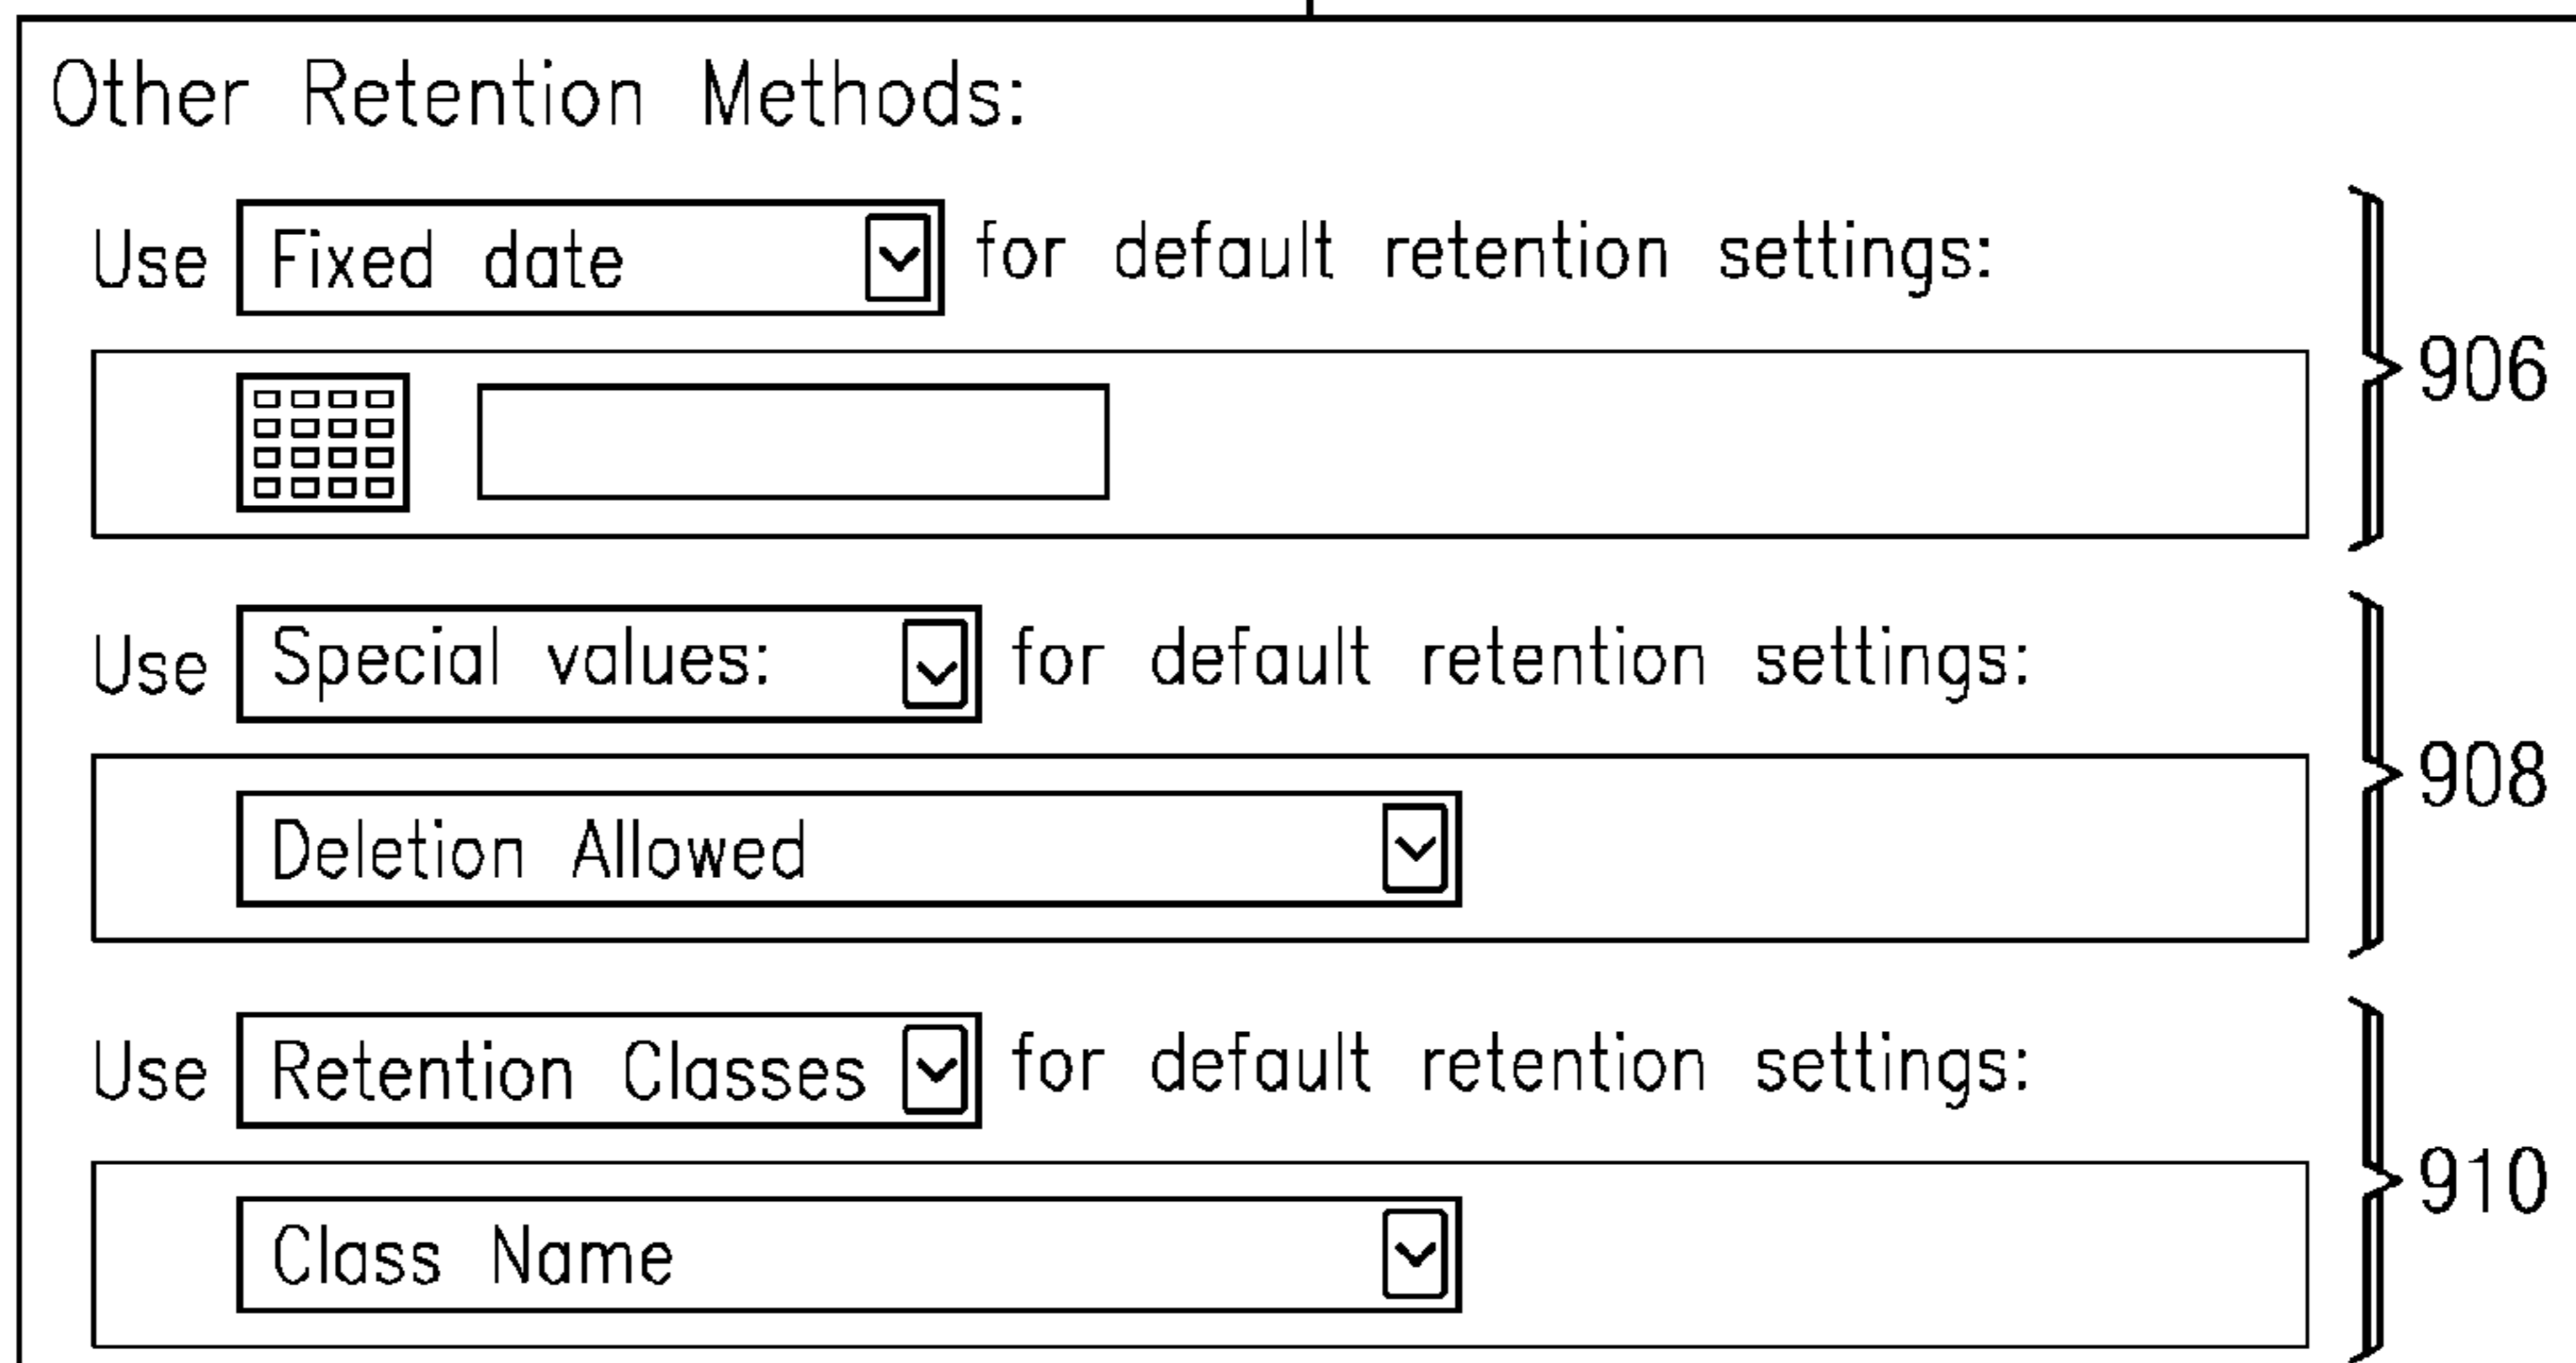 Other Retention Methods:
Use Fixed date for default retention settings:
906
Use Special values: for default retention settings:
908
Deletion Allowed
Use Retention Classes for default retention settings:
910
Class Name